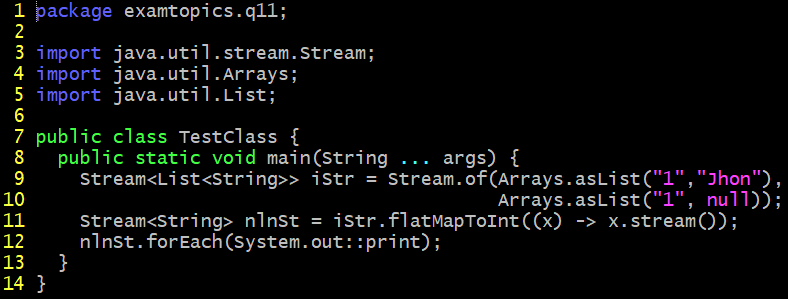 1 package examtopics.q11;
2
3 import java.util.stream.Stream;
4 import java.util.Arrays;
5 import java.util.List;
6
7 public class TestClass {
8   public static void main(String ... args) {
9     Stream<List<String>> iStr = Stream.of(Arrays.asList("1","Jhon"),
10                                           Arrays.asList("1", null));
11     Stream<String> nlnSt = iStr.flatMapToInt((x) -> x.stream());
12     nlnSt.forEach(System.out::print);
13   }
14 }